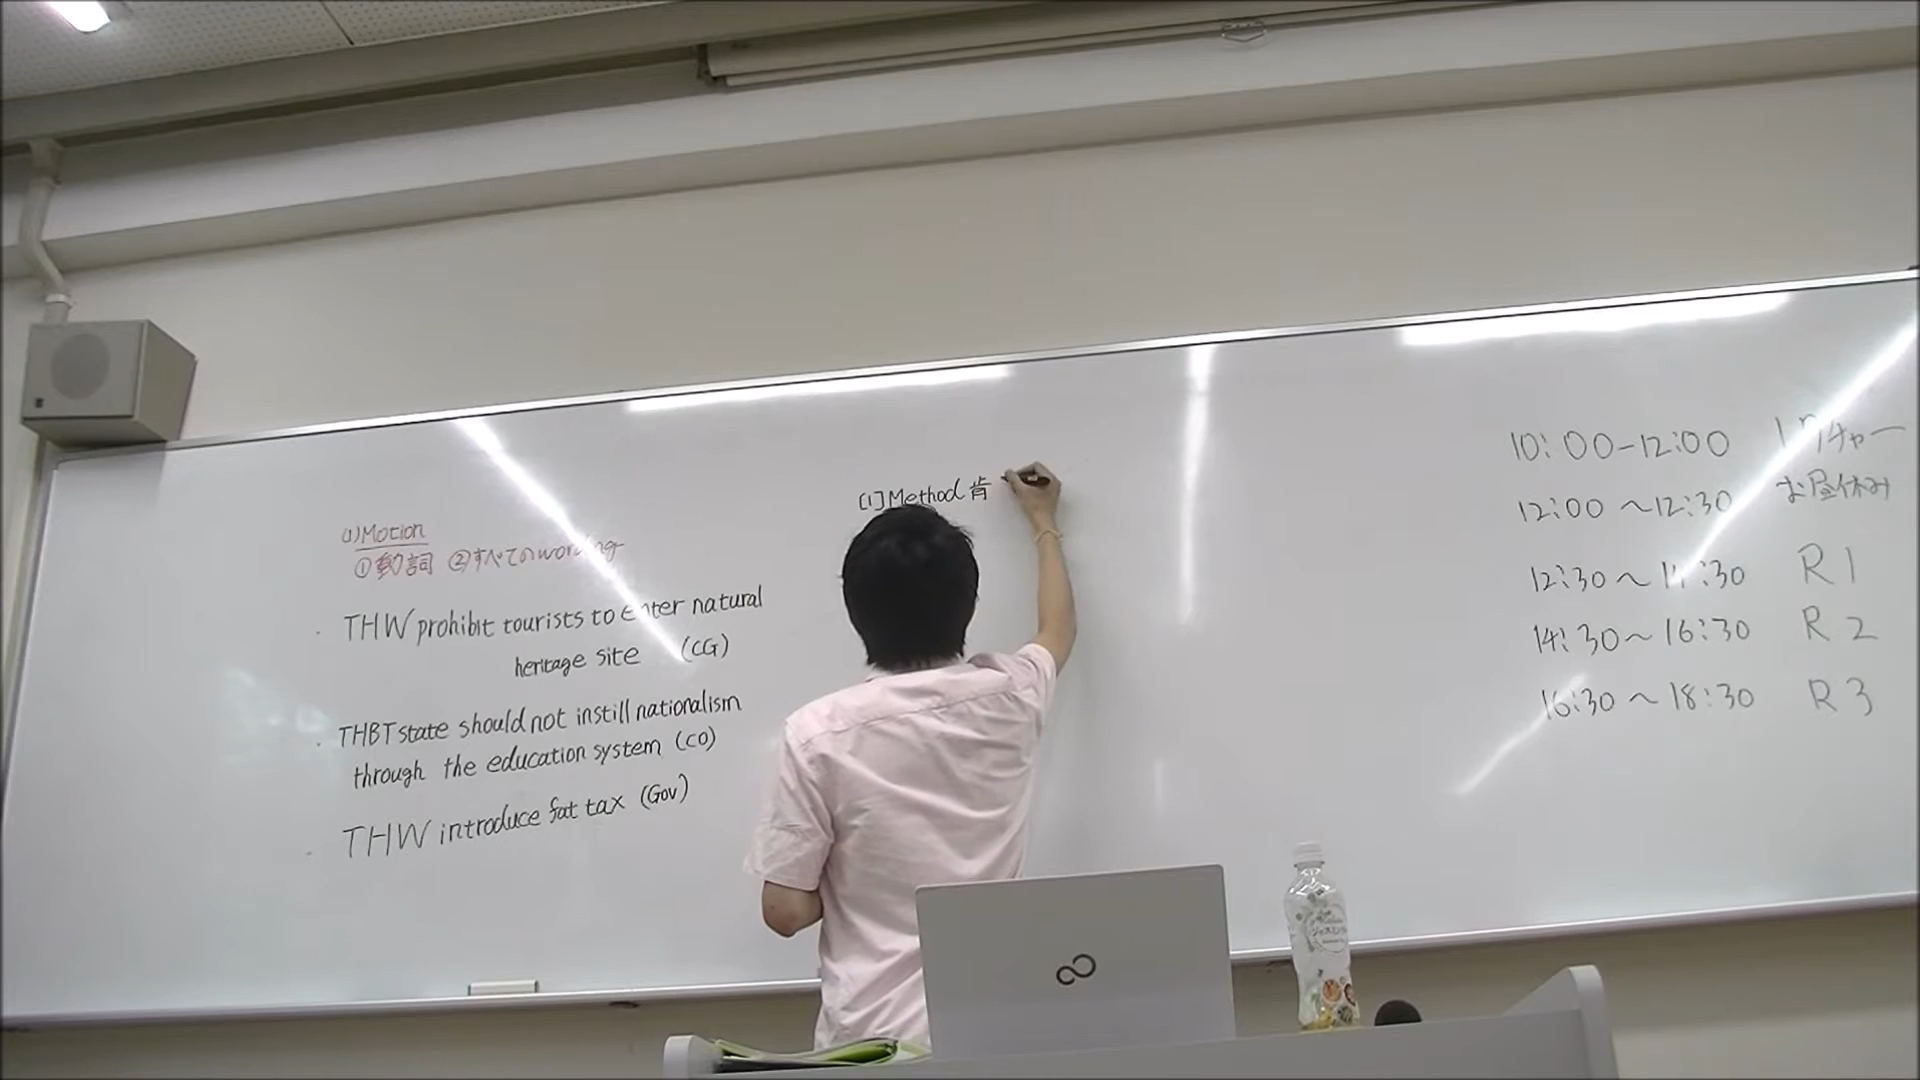 (1)Motion
①動詞 ②すべてのwording
・THW prohibit tourists to enter natural
heritage site (CG)
・THBT state should not instill nationalism
through the education system (CO)
・THW introduce fat tax (Gov)
[1]Method 肯
10:00-12:00 レクチャー
12:00～12:30 お昼休み
12:30～14:30 R1
14:30～16:30 R2
16:30～18:30 R3